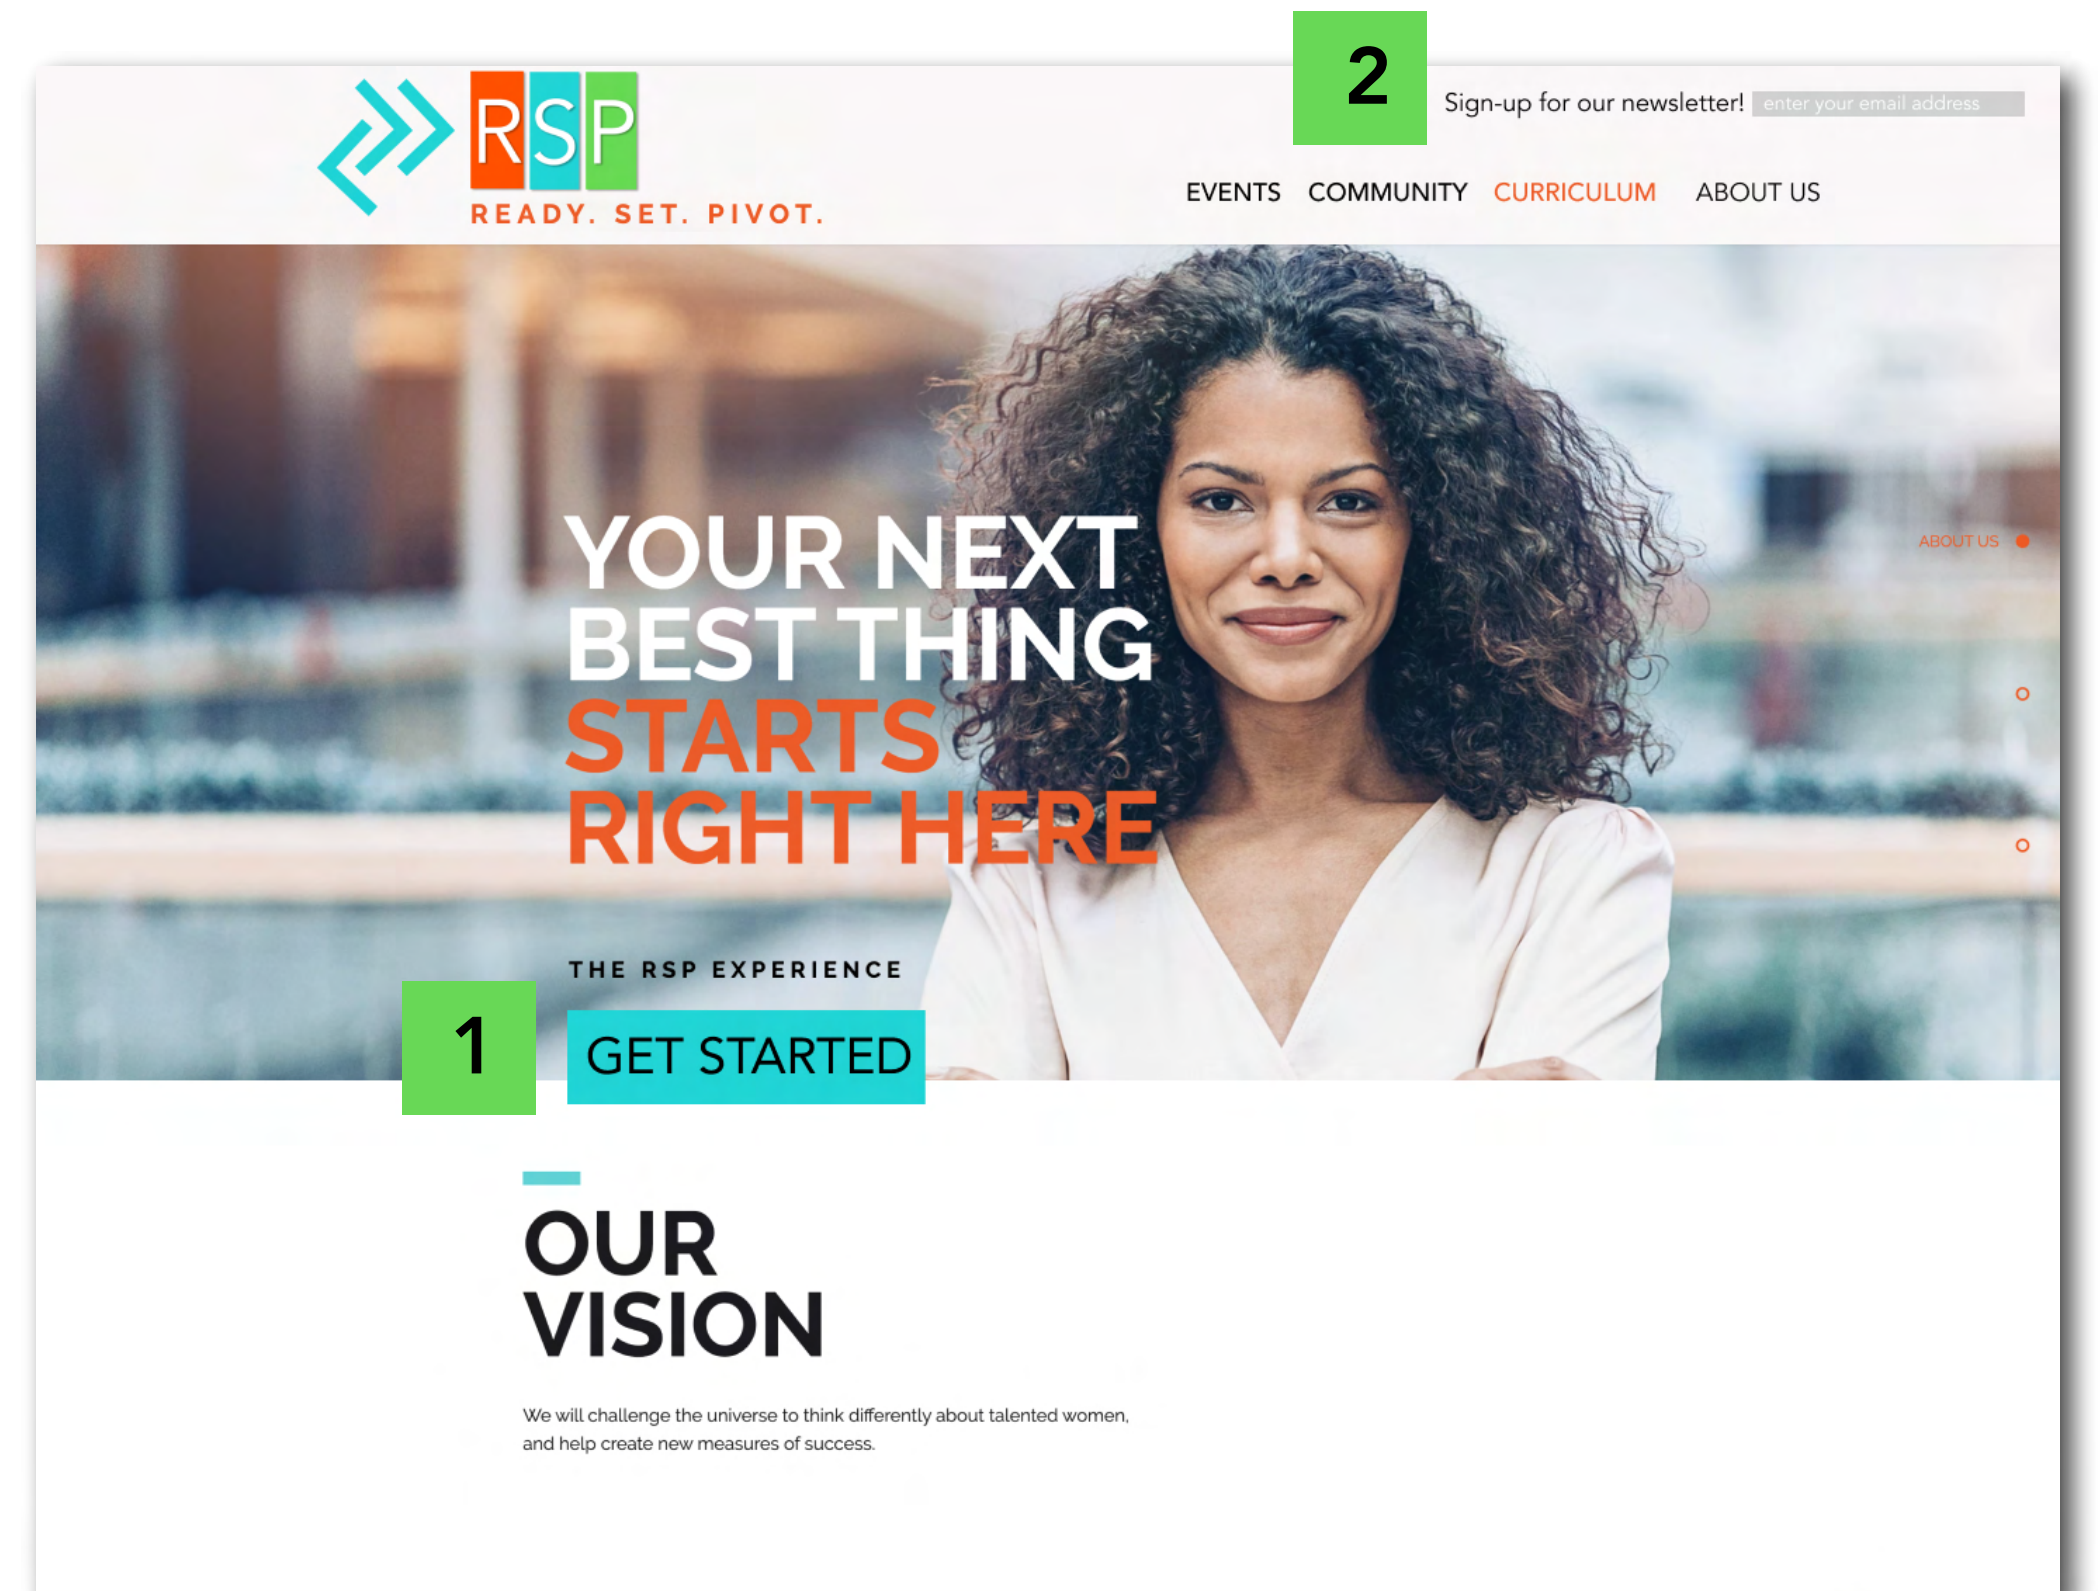 2
Sign-up for our newsletter! enter your email address
RSP
READY. SET. PIVOT.
EVENTS COMMUNITY CURRICULUM ABOUT US
YOUR NEXT
BEST THING
STARTS
RIGHT HERE
ABOUT US
THE RSP EXPERIENCE
1
GET STARTED
OUR
VISION
We will challenge the universe to think differently about talented women,
and help create new measures of success.